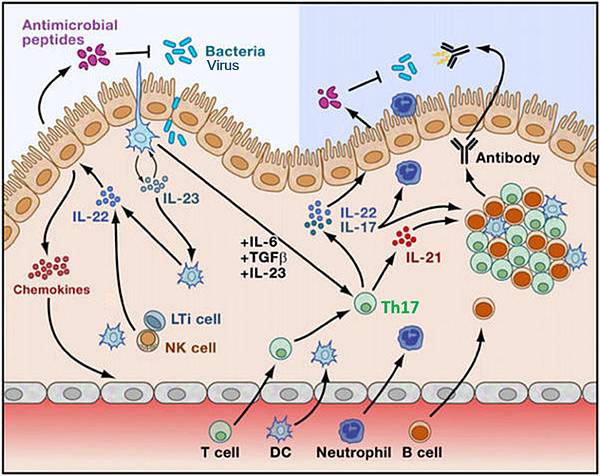 Antimicrobial
peptides
Bacteria
Virus
Antibody
IL-23
IL-22
IL-22
IL-17
+IL-6
+TGFβ
+IL-23
IL-21
Chemokines
Th17
LTi cell
NK cell
T cell
DC
Neutrophil
B cell